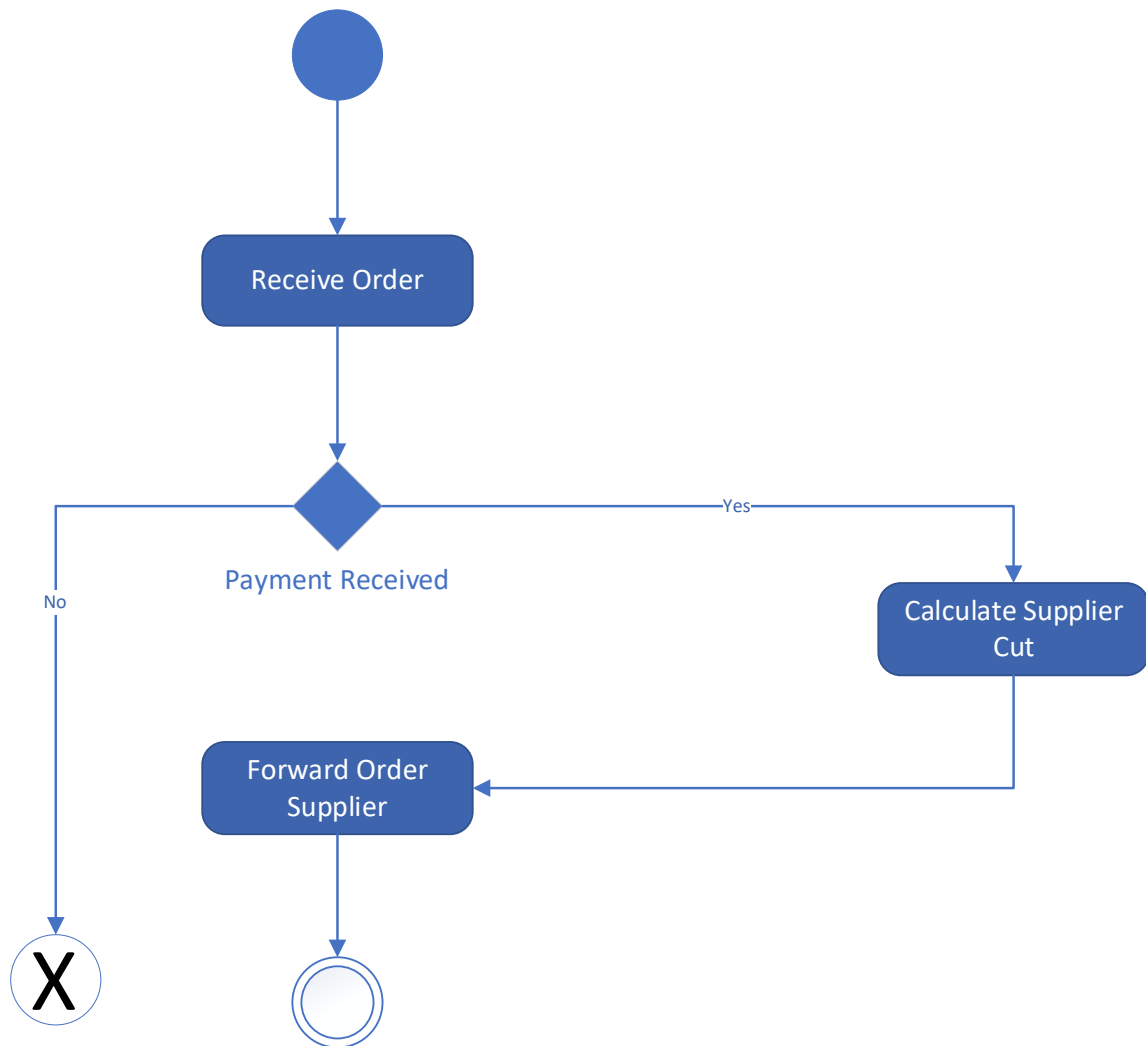 Receive Order
Yes
Payment Received
No
Calculate Supplier
Cut
Forward Order
Supplier
X